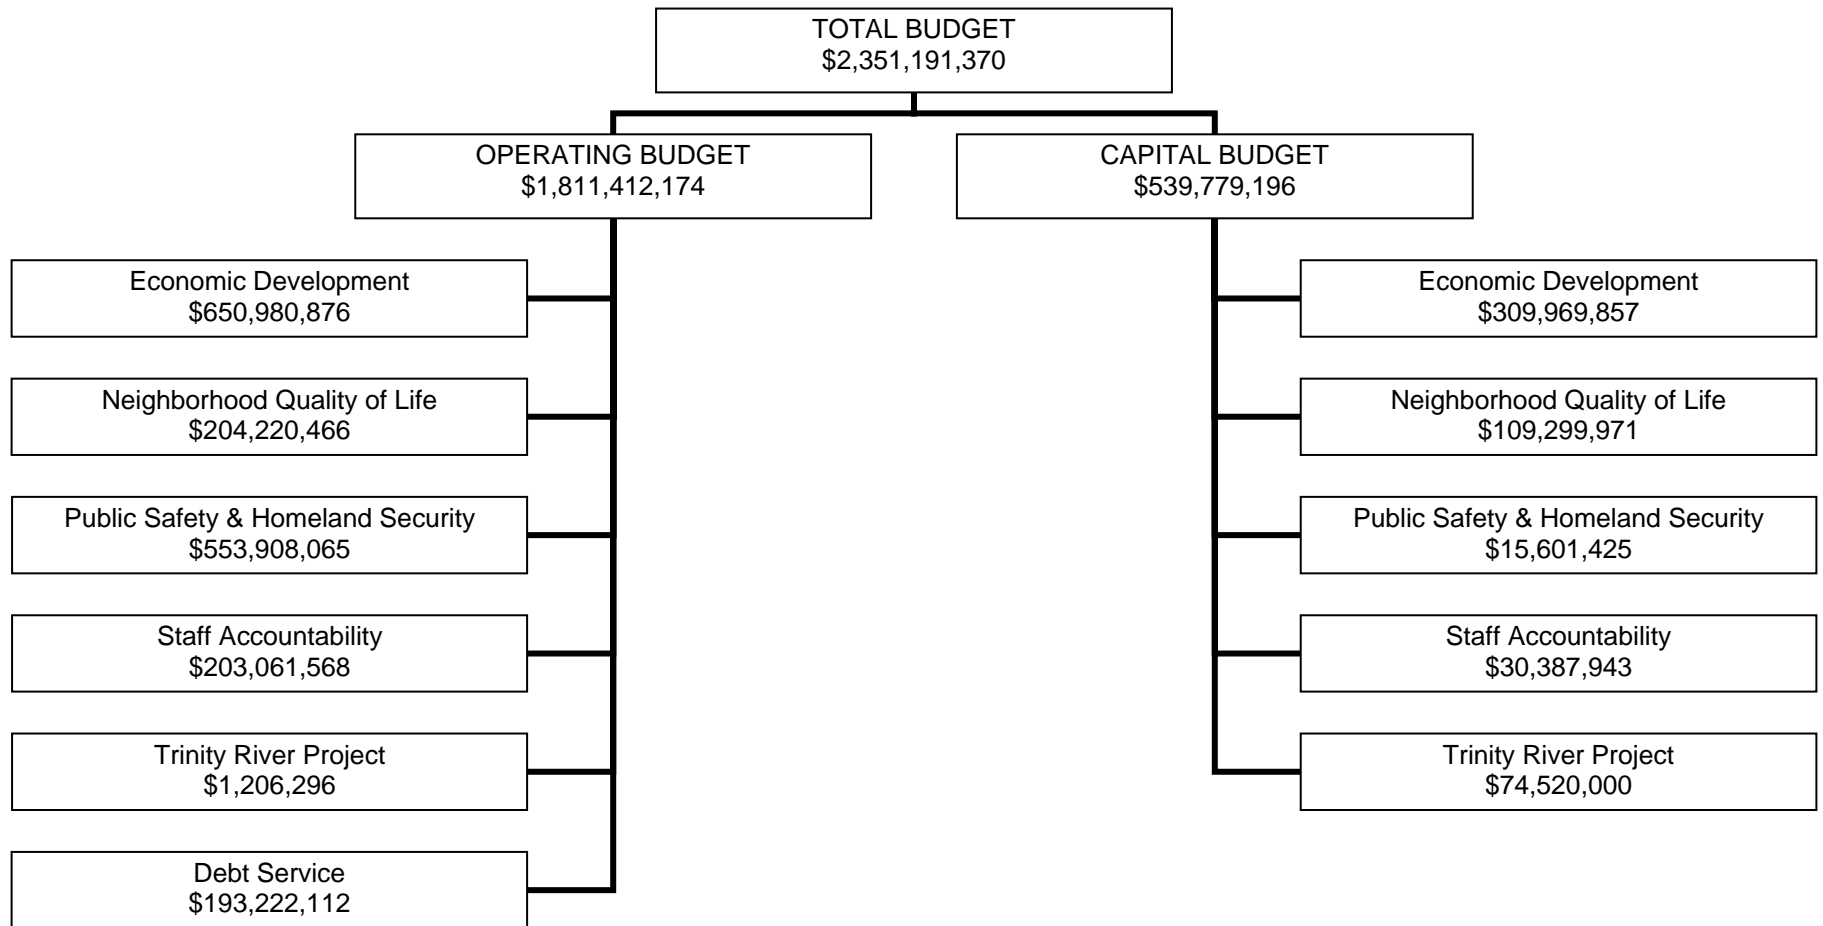 TOTAL BUDGET
$2,351,191,370
OPERATING BUDGET
$1,811,412,174
CAPITAL BUDGET
$539,779,196
Economic Development
$650,980,876
Economic Development
$309,969,857
Neighborhood Quality of Life
$204,220,466
Neighborhood Quality of Life
$109,299,971
Public Safety & Homeland Security
$553,908,065
Public Safety & Homeland Security
$15,601,425
Staff Accountability
$203,061,568
Staff Accountability
$30,387,943
Trinity River Project
$1,206,296
Trinity River Project
$74,520,000
Debt Service
$193,222,112